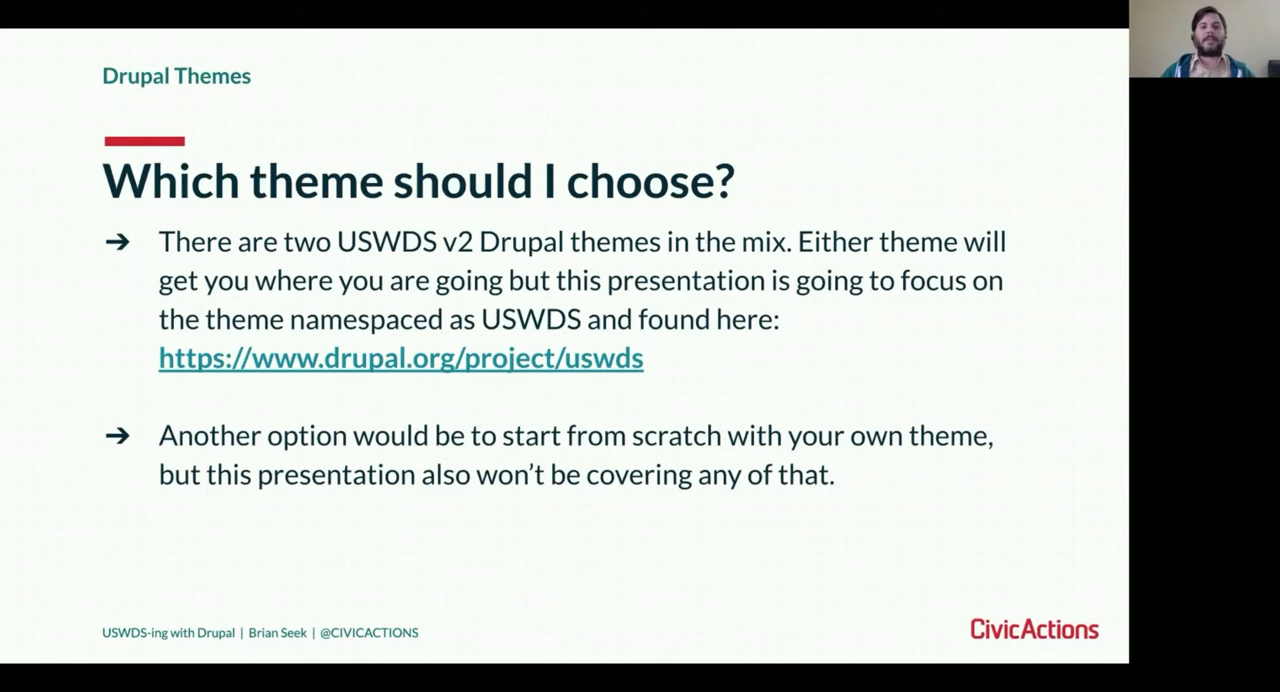 Drupal Themes
Which theme should I choose?
➔ There are two USWDS v2 Drupal themes in the mix. Either theme will
get you where you are going but this presentation is going to focus on
the theme namespaced as USWDS and found here:
https://www.drupal.org/project/uswds
➔ Another option would be to start from scratch with your own theme,
but this presentation also won’t be covering any of that.
USWDS-ing with Drupal | Brian Seek | @CIVICACTIONS
CivicActions